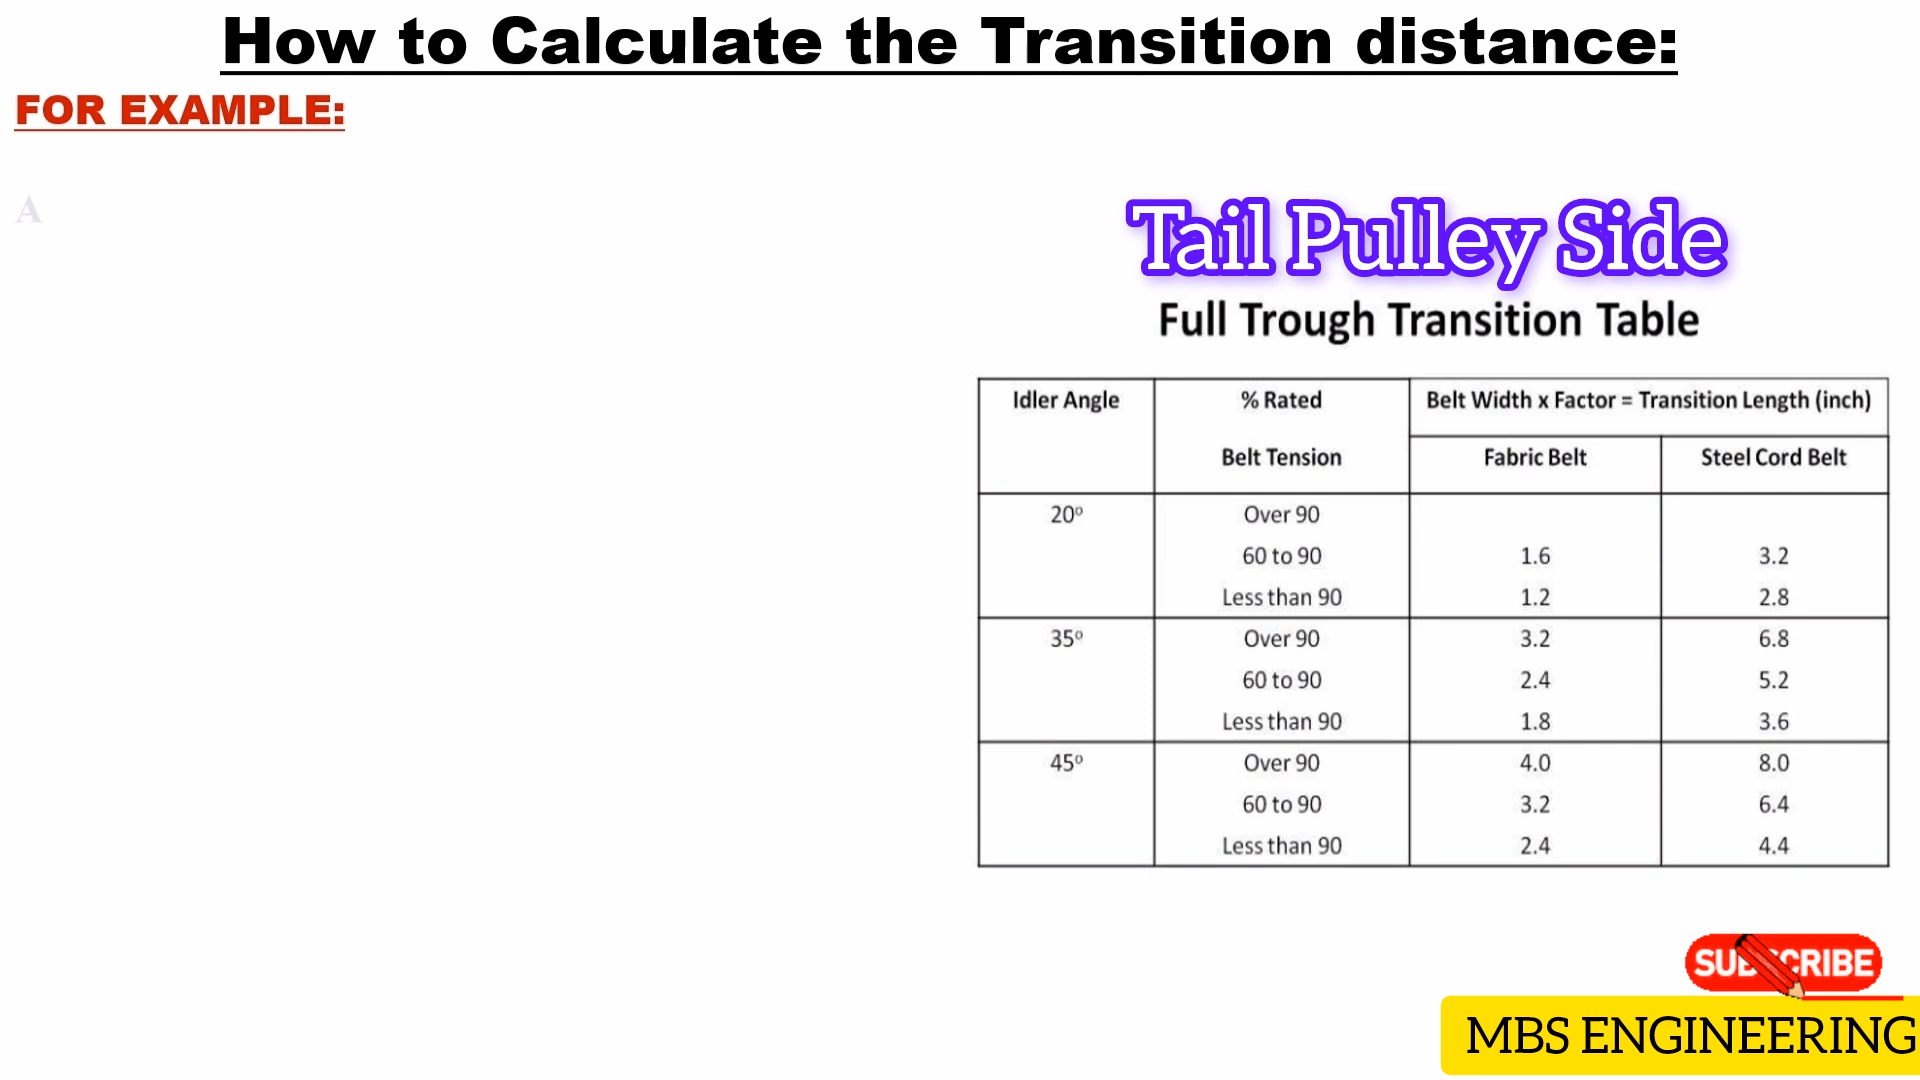 How to Calculate the Transition distance:
FOR EXAMPLE:
A
Tail Pulley Side
Full Trough Transition Table
Idler Angle % Rated Belt Tension Belt Width x Factor = Transition Length (inch)
Fabric Belt Steel Cord Belt
20º Over 90
60 to 90 1.6 3.2
Less than 90 1.2 2.8
35º Over 90 3.2 6.8
60 to 90 2.4 5.2
Less than 90 1.8 3.6
45º Over 90 4.0 8.0
60 to 90 3.2 6.4
Less than 90 2.4 4.4
SUBSCRIBE
MBS ENGINEERING